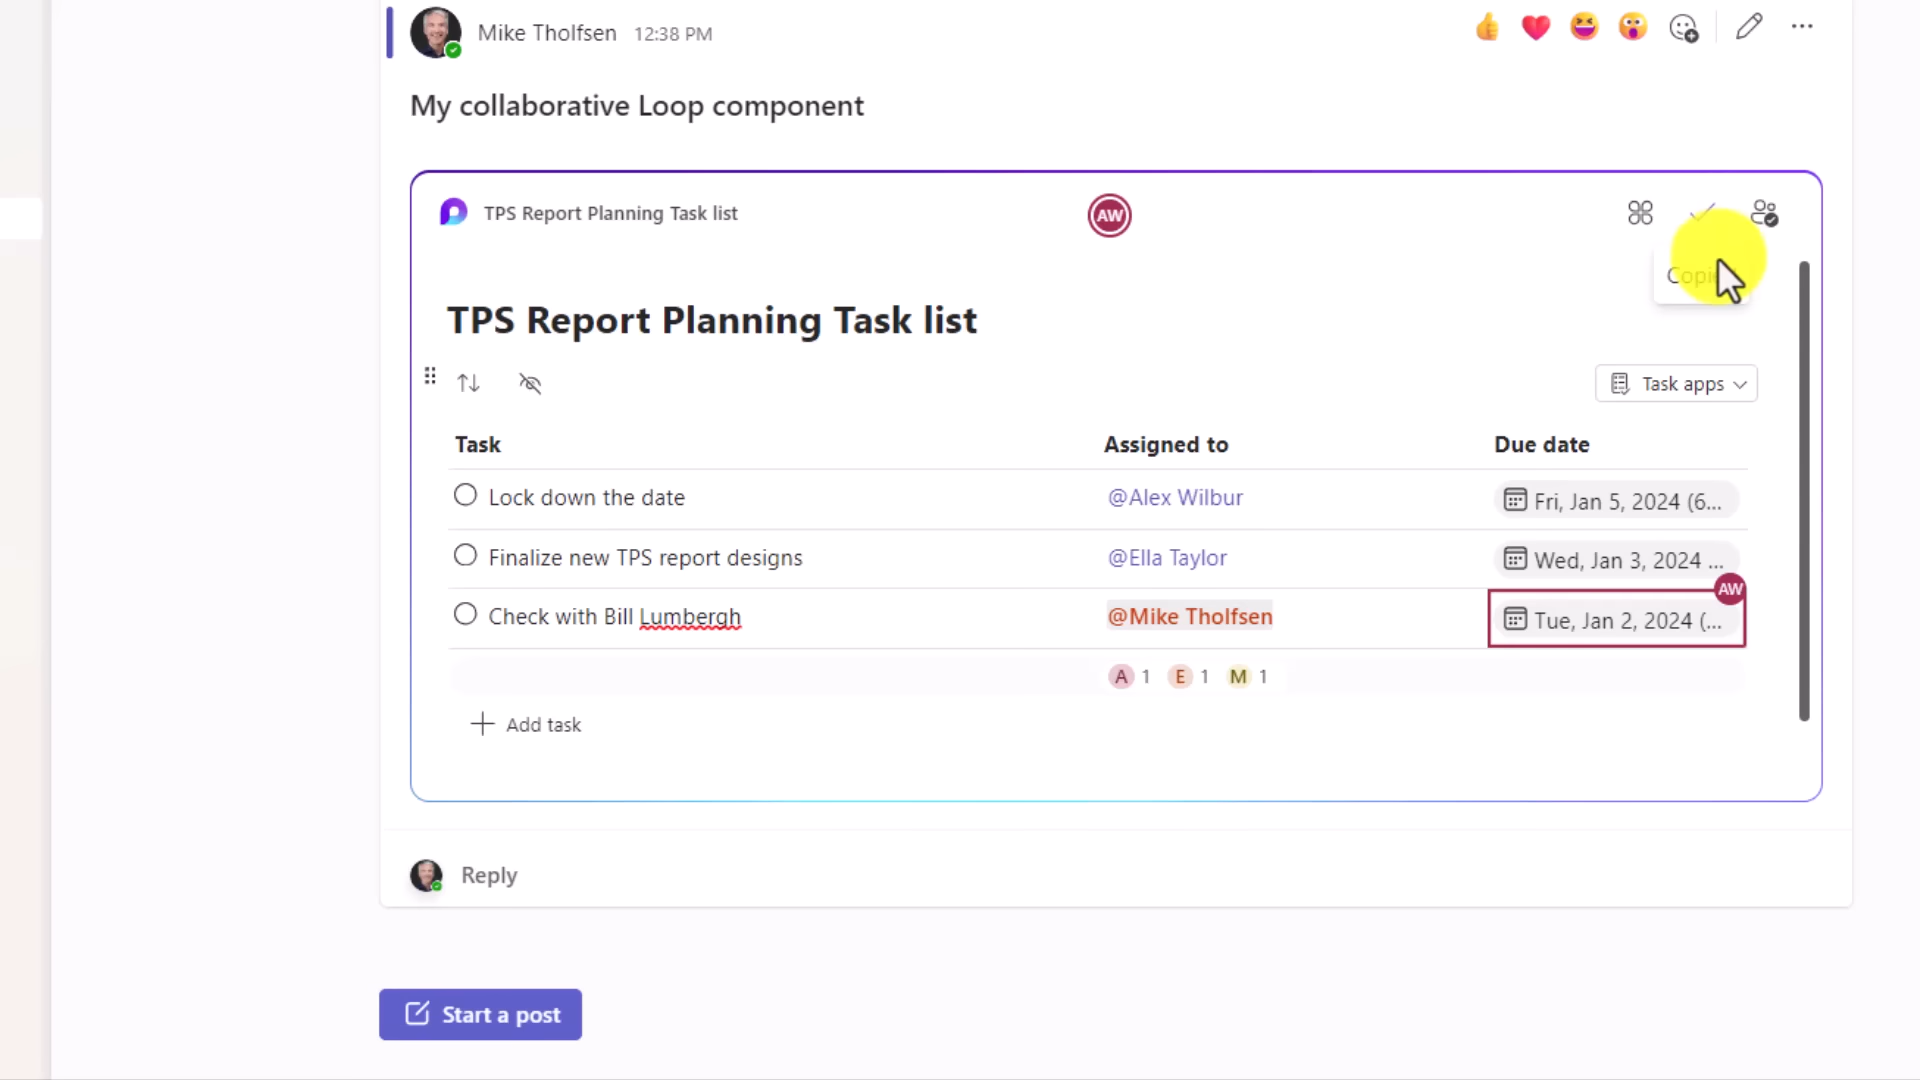 Mike Tholfsen 12:38 PM
My collaborative Loop component
TPS Report Planning Task list
AW
TPS Report Planning Task list
Task apps
Task Assigned to Due date
Lock down the date @Alex Wilbur Fri, Jan 5, 2024 (6...
Finalize new TPS report designs @Ella Taylor Wed, Jan 3, 2024 ...
AW
Check with Bill Lumbergh @Mike Tholfsen Tue, Jan 2, 2024 (...
A 1 E 1 M 1
Add task
Reply
Start a post